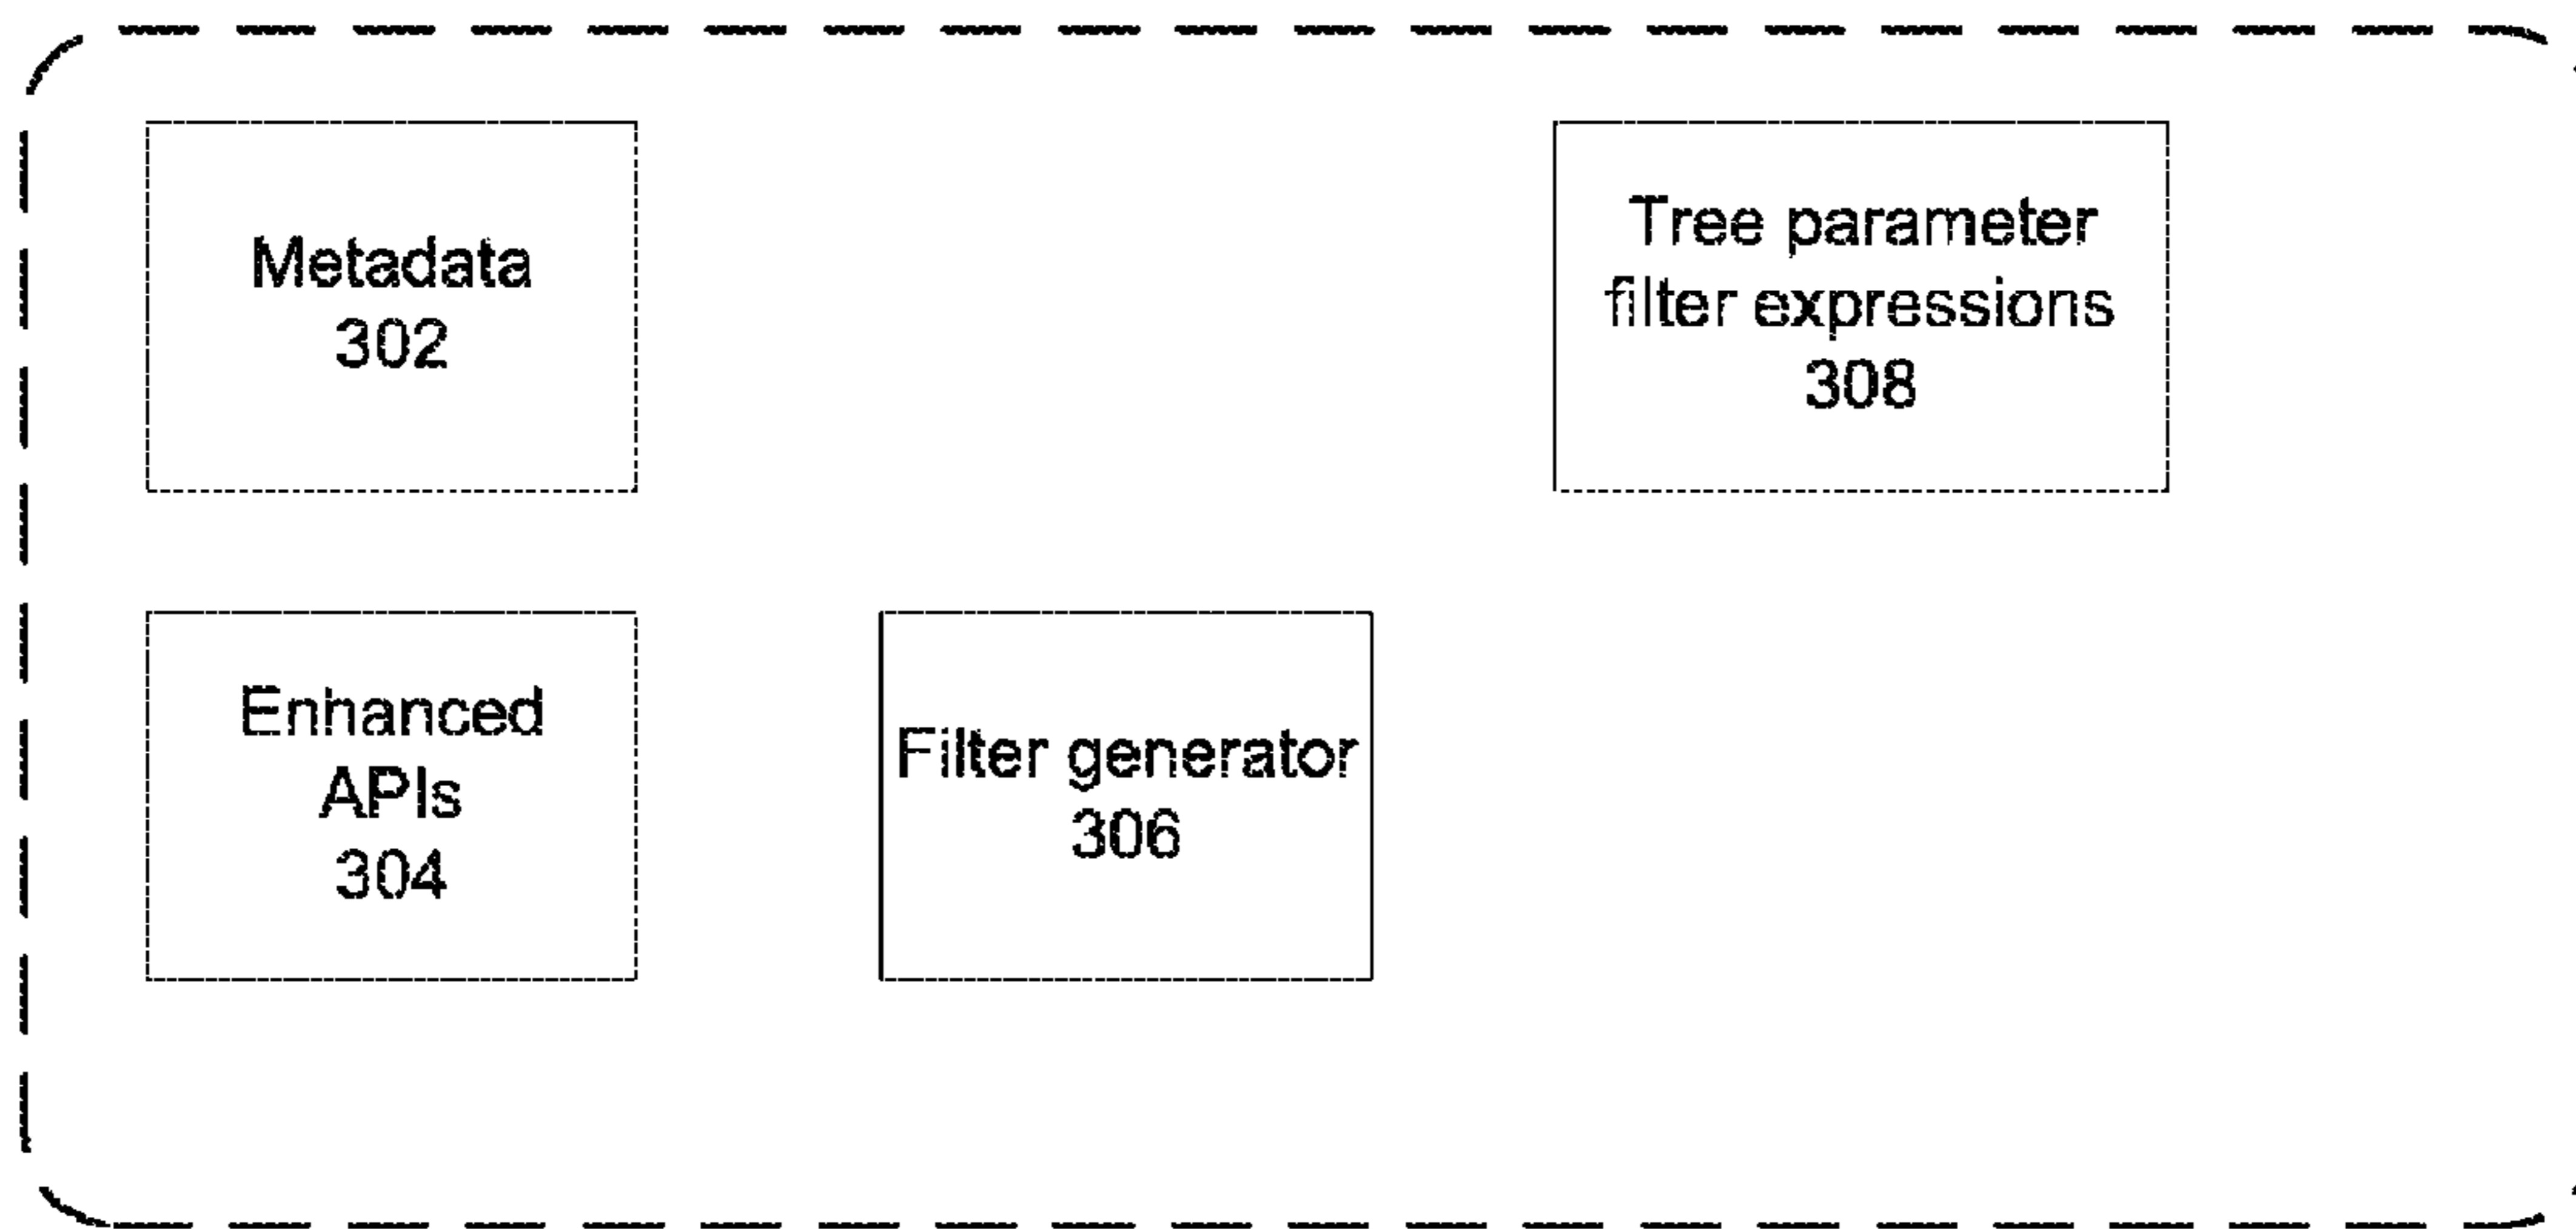 Metadata
302
Tree parameter
filter expressions
308
Enhanced
APIs
304
Filter generator
306